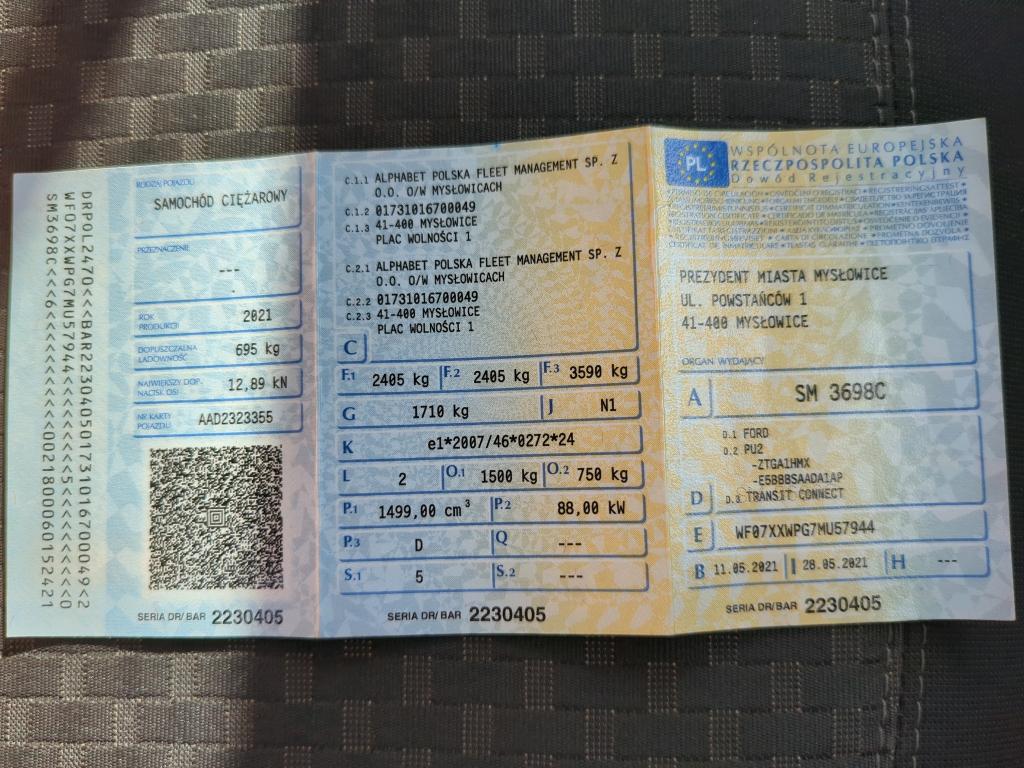 DRPOL2470<<BAR223040501731016700049<2
WF07XXWPG7MU57944<<<<<<<<5<<<<<<<<<0
SM3698C<<6<<<<<<<<<<<<<<0021800060152421
RODZAJ POJAZDU
SAMOCHÓD CIĘŻAROWY
PRZEZNACZENIE
---
-
ROK PRODUKCJI
2021
DOPUSZCZALNA ŁADOWNOŚĆ
695 kg
NAJWIĘKSZY DOP. NACISK OSI
12,89 kN
NR KARTY POJAZDU
AAD2323355
SERIA DR/BAR 2230405
C.1.1 ALPHABET POLSKA FLEET MANAGEMENT SP. Z
O.O. O/W MYSŁOWICACH
C.1.2 01731016700049
C.1.3 41-400 MYSŁOWICE
PLAC WOLNOŚCI 1
C.2.1 ALPHABET POLSKA FLEET MANAGEMENT SP. Z
O.O. O/W MYSŁOWICACH
C.2.2 01731016700049
C.2.3 41-400 MYSŁOWICE
PLAC WOLNOŚCI 1
C
F.1 2405 kg F.2 2405 kg F.3 3590 kg
G 1710 kg J N1
K e1*2007/46*0272*24
L 2 O.1 1500 kg O.2 750 kg
P.1 1499,00 cm³ P.2 88,00 kW
P.3 D Q ---
S.1 5 S.2 ---
SERIA DR/BAR 2230405
PL
WSPÓLNOTA EUROPEJSKA
RZECZPOSPOLITA POLSKA
Dowód Rejestracyjny
PREZYDENT MIASTA MYSŁOWICE
UL. POWSTAŃCÓW 1
41-400 MYSŁOWICE
ORGAN WYDAJĄCY
A SM 3698C
D.1 FORD
D.2 PU2
-ZTGA1HMX
-E5BBBSAADA1AP
D D.3 TRANSIT CONNECT
E WF07XXWPG7MU57944
B 11.05.2021 I 28.05.2021 H ---
SERIA DR/BAR 2230405